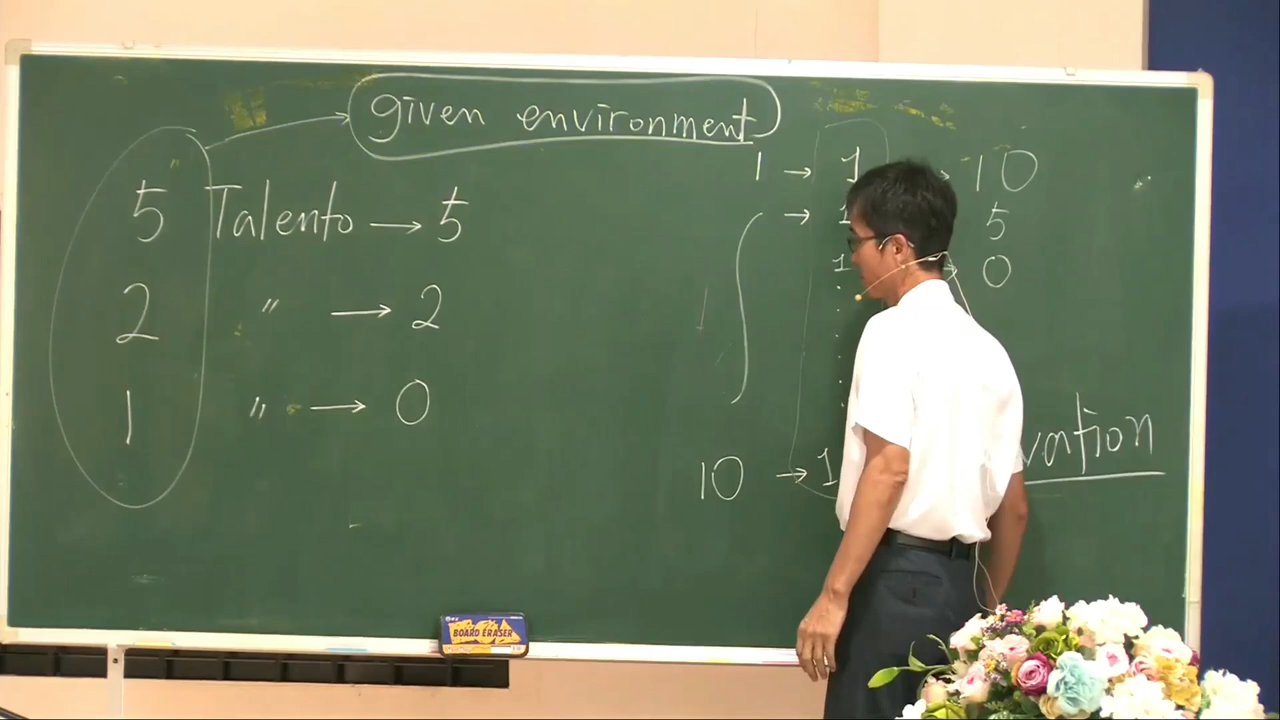 given environment
5 Talento → 5
2 〃 → 2
1 〃 → 0
1 → 1 → 10
→ 1 5
1 → 0
10 → 1
vation
BOARD ERASER